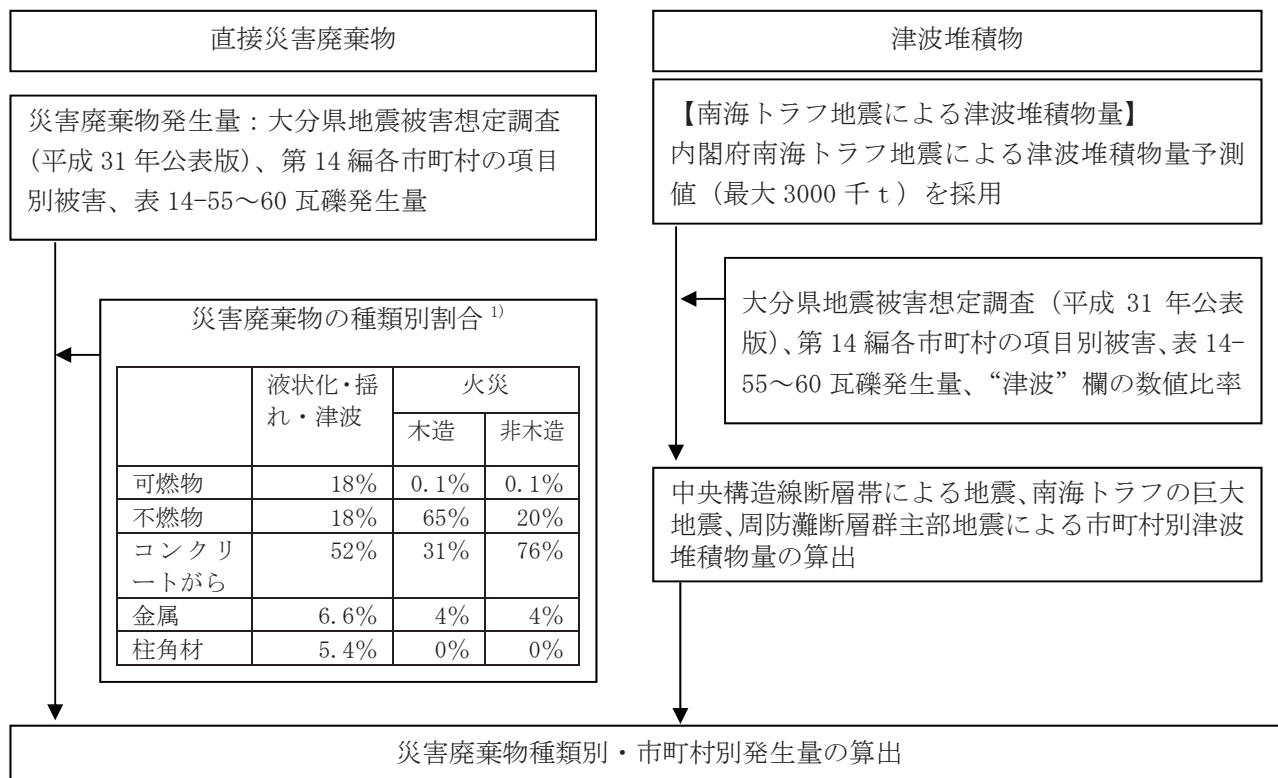 直接災害廃棄物
災害廃棄物発生量：大分県地震被害想定調査
(平成 31 年公表版)、第 14 編各市町村の項目
別被害、表 14-55～60 瓦礫発生量
災害廃棄物の種類別割合 1)
液状化・揺
れ・津波
火災
木造
非木造
可燃物 18% 0.1% 0.1%
不燃物 18% 65% 20%
コンクリ
ートがら
52% 31% 76%
金属 6.6% 4% 4%
柱角材 5.4% 0% 0%
津波堆積物
【南海トラフ地震による津波堆積物量】
内閣府南海トラフ地震による津波堆積物量予測
値（最大 3000 千ｔ）を採用
大分県地震被害想定調査（平成 31 年公表
版）、第 14 編各市町村の項目別被害、表 14-
55～60 瓦礫発生量、“津波”欄の数値比率
中央構造線断層帯による地震、南海トラフの巨大
地震、周防灘断層群主部地震による市町村別津波
堆積物量の算出
災害廃棄物種類別・市町村別発生量の算出